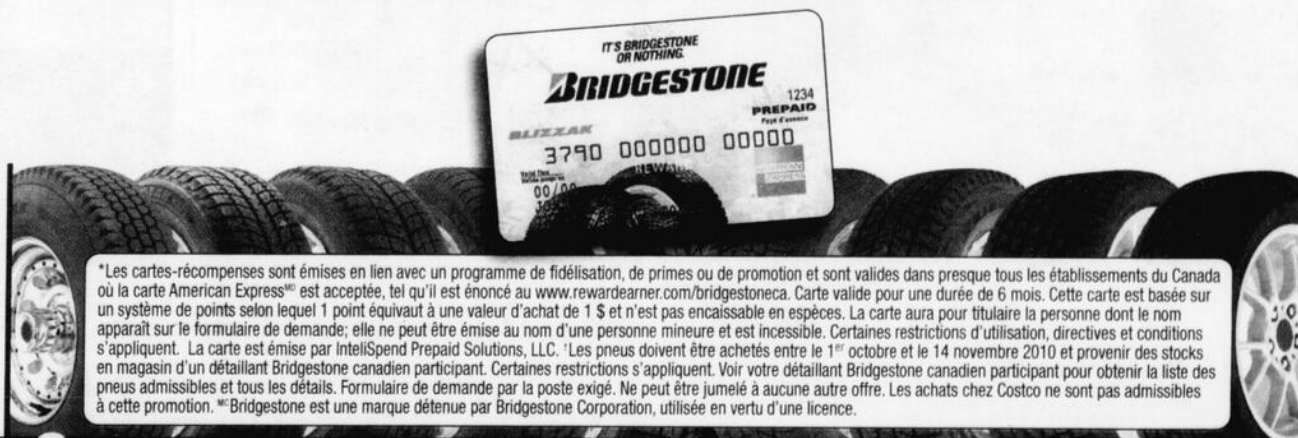 IT'S BRIDGESTONE
OR NOTHING.
BRIDGESTONE
1234
PREPAID
Payé d'avance
BLIZZAK
3790 000000 00000
REWARD
00/00
*Les cartes-récompenses sont émises en lien avec un programme de fidélisation, de primes ou de promotion et sont valides dans presque tous les établissements du Canada
où la carte American Express^MD est acceptée, tel qu'il est énoncé au www.rewardearner.com/bridgestoneca. Carte valide pour une durée de 6 mois. Cette carte est basée sur
un système de points selon lequel 1 point équivaut à une valeur d'achat de 1 $ et n'est pas encaissable en espèces. La carte aura pour titulaire la personne dont le nom
apparaît sur le formulaire de demande; elle ne peut être émise au nom d'une personne mineure et est incessible. Certaines restrictions d'utilisation, directives et conditions
s'appliquent. La carte est émise par InteliSpend Prepaid Solutions, LLC. †Les pneus doivent être achetés entre le 1er octobre et le 14 novembre 2010 et provenir des stocks
en magasin d'un détaillant Bridgestone canadien participant. Certaines restrictions s'appliquent. Voir votre détaillant Bridgestone canadien participant pour obtenir la liste des
pneus admissibles et tous les détails. Formulaire de demande par la poste exigé. Ne peut être jumelé à aucune autre offre. Les achats chez Costco ne sont pas admissibles
à cette promotion. ^MCBridgestone est une marque détenue par Bridgestone Corporation, utilisée en vertu d'une licence.